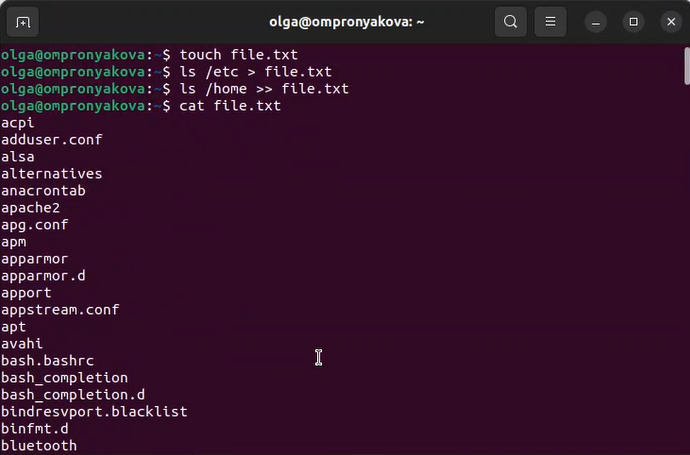 olga@ompronyakova: ~
olga@ompronyakova:~$ touch file.txt
olga@ompronyakova:~$ ls /etc > file.txt
olga@ompronyakova:~$ ls /home >> file.txt
olga@ompronyakova:~$ cat file.txt
acpi
adduser.conf
alsa
alternatives
anacrontab
apache2
apg.conf
apm
apparmor
apparmor.d
apport
appstream.conf
apt
avahi
bash.bashrc
bash_completion
bash_completion.d
bindresvport.blacklist
binfmt.d
bluetooth